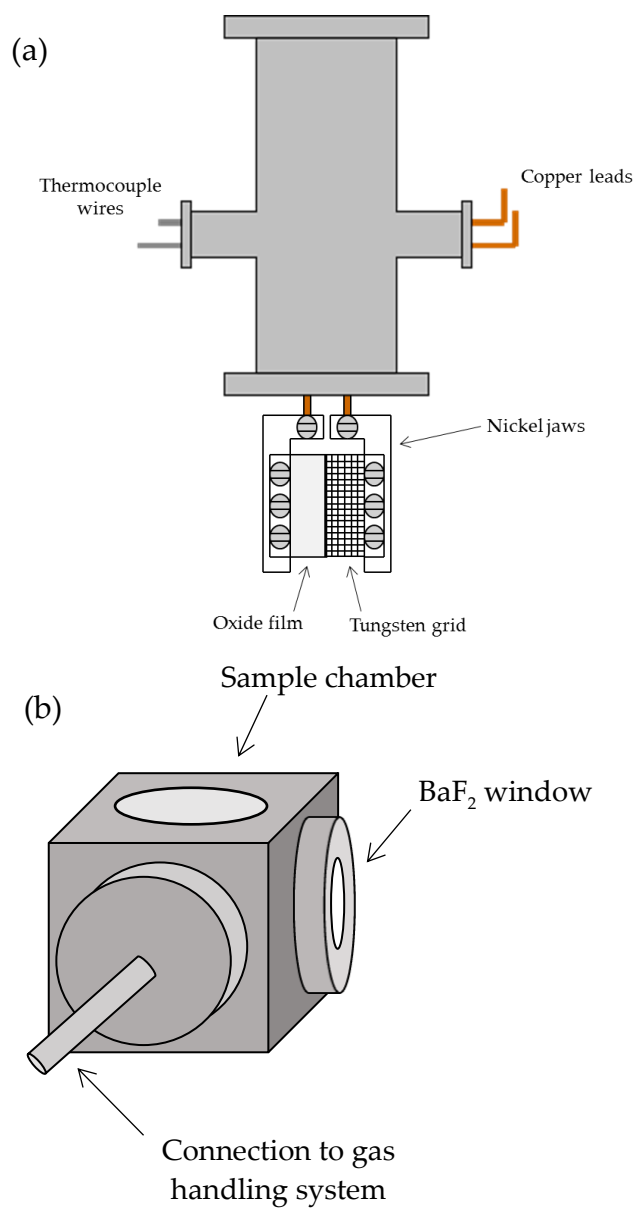 (a)
Thermocouple
wires
Copper leads
Nickel jaws
Oxide film
Tungsten grid
Sample chamber
(b)
BaF₂ window
Connection to gas
handling system